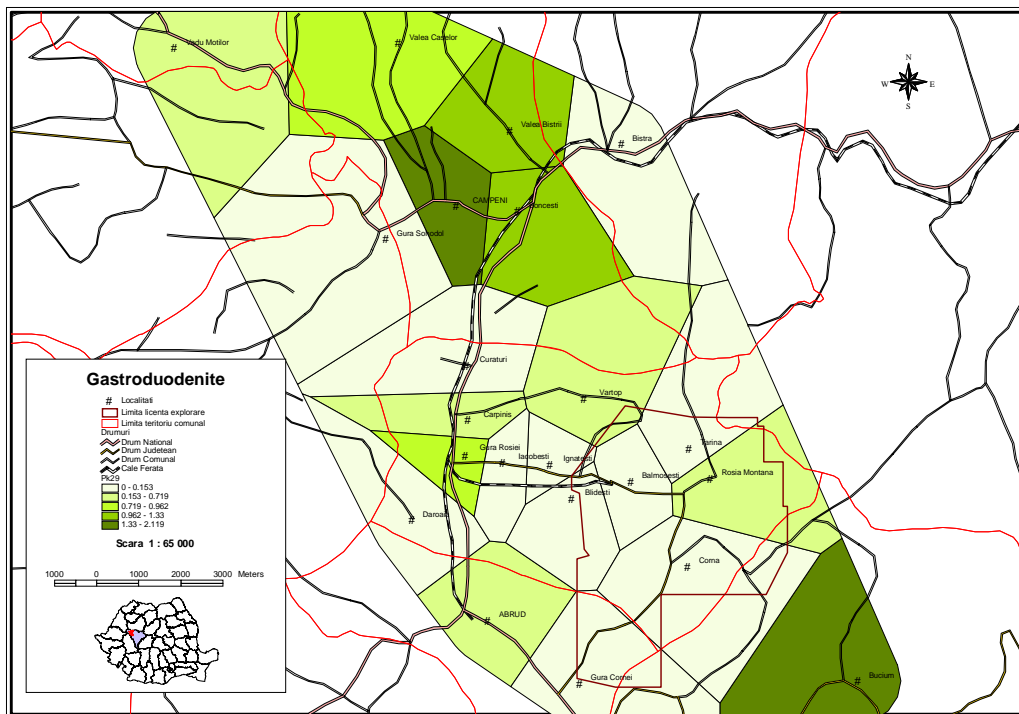 Vadu Motilor
Valea Caselor
N
W E
S
Valea Bistrii
Bistra
CAMPENI
Boncesti
Gura Sohodol
Curaturi
Vartop
Carpinis
Gura Rosiei
Iacobesti
Ignatesti
Tarina
Balmosesti
Rosia Montana
Blidesti
Daroaia
Corna
ABRUD
Gura Cornei
Bucium
Gastroduodenite
# Localitati
Limita licenta explorare
Limita teritoriu comunal
Drumuri
Drum National
Drum Judetean
Drum Comunal
Cale Ferata
Pk29
0 - 0.153
0.153 - 0.719
0.719 - 0.962
0.962 - 1.33
1.33 - 2.119
Scara 1 : 65 000
1000 0 1000 2000 3000 Meters